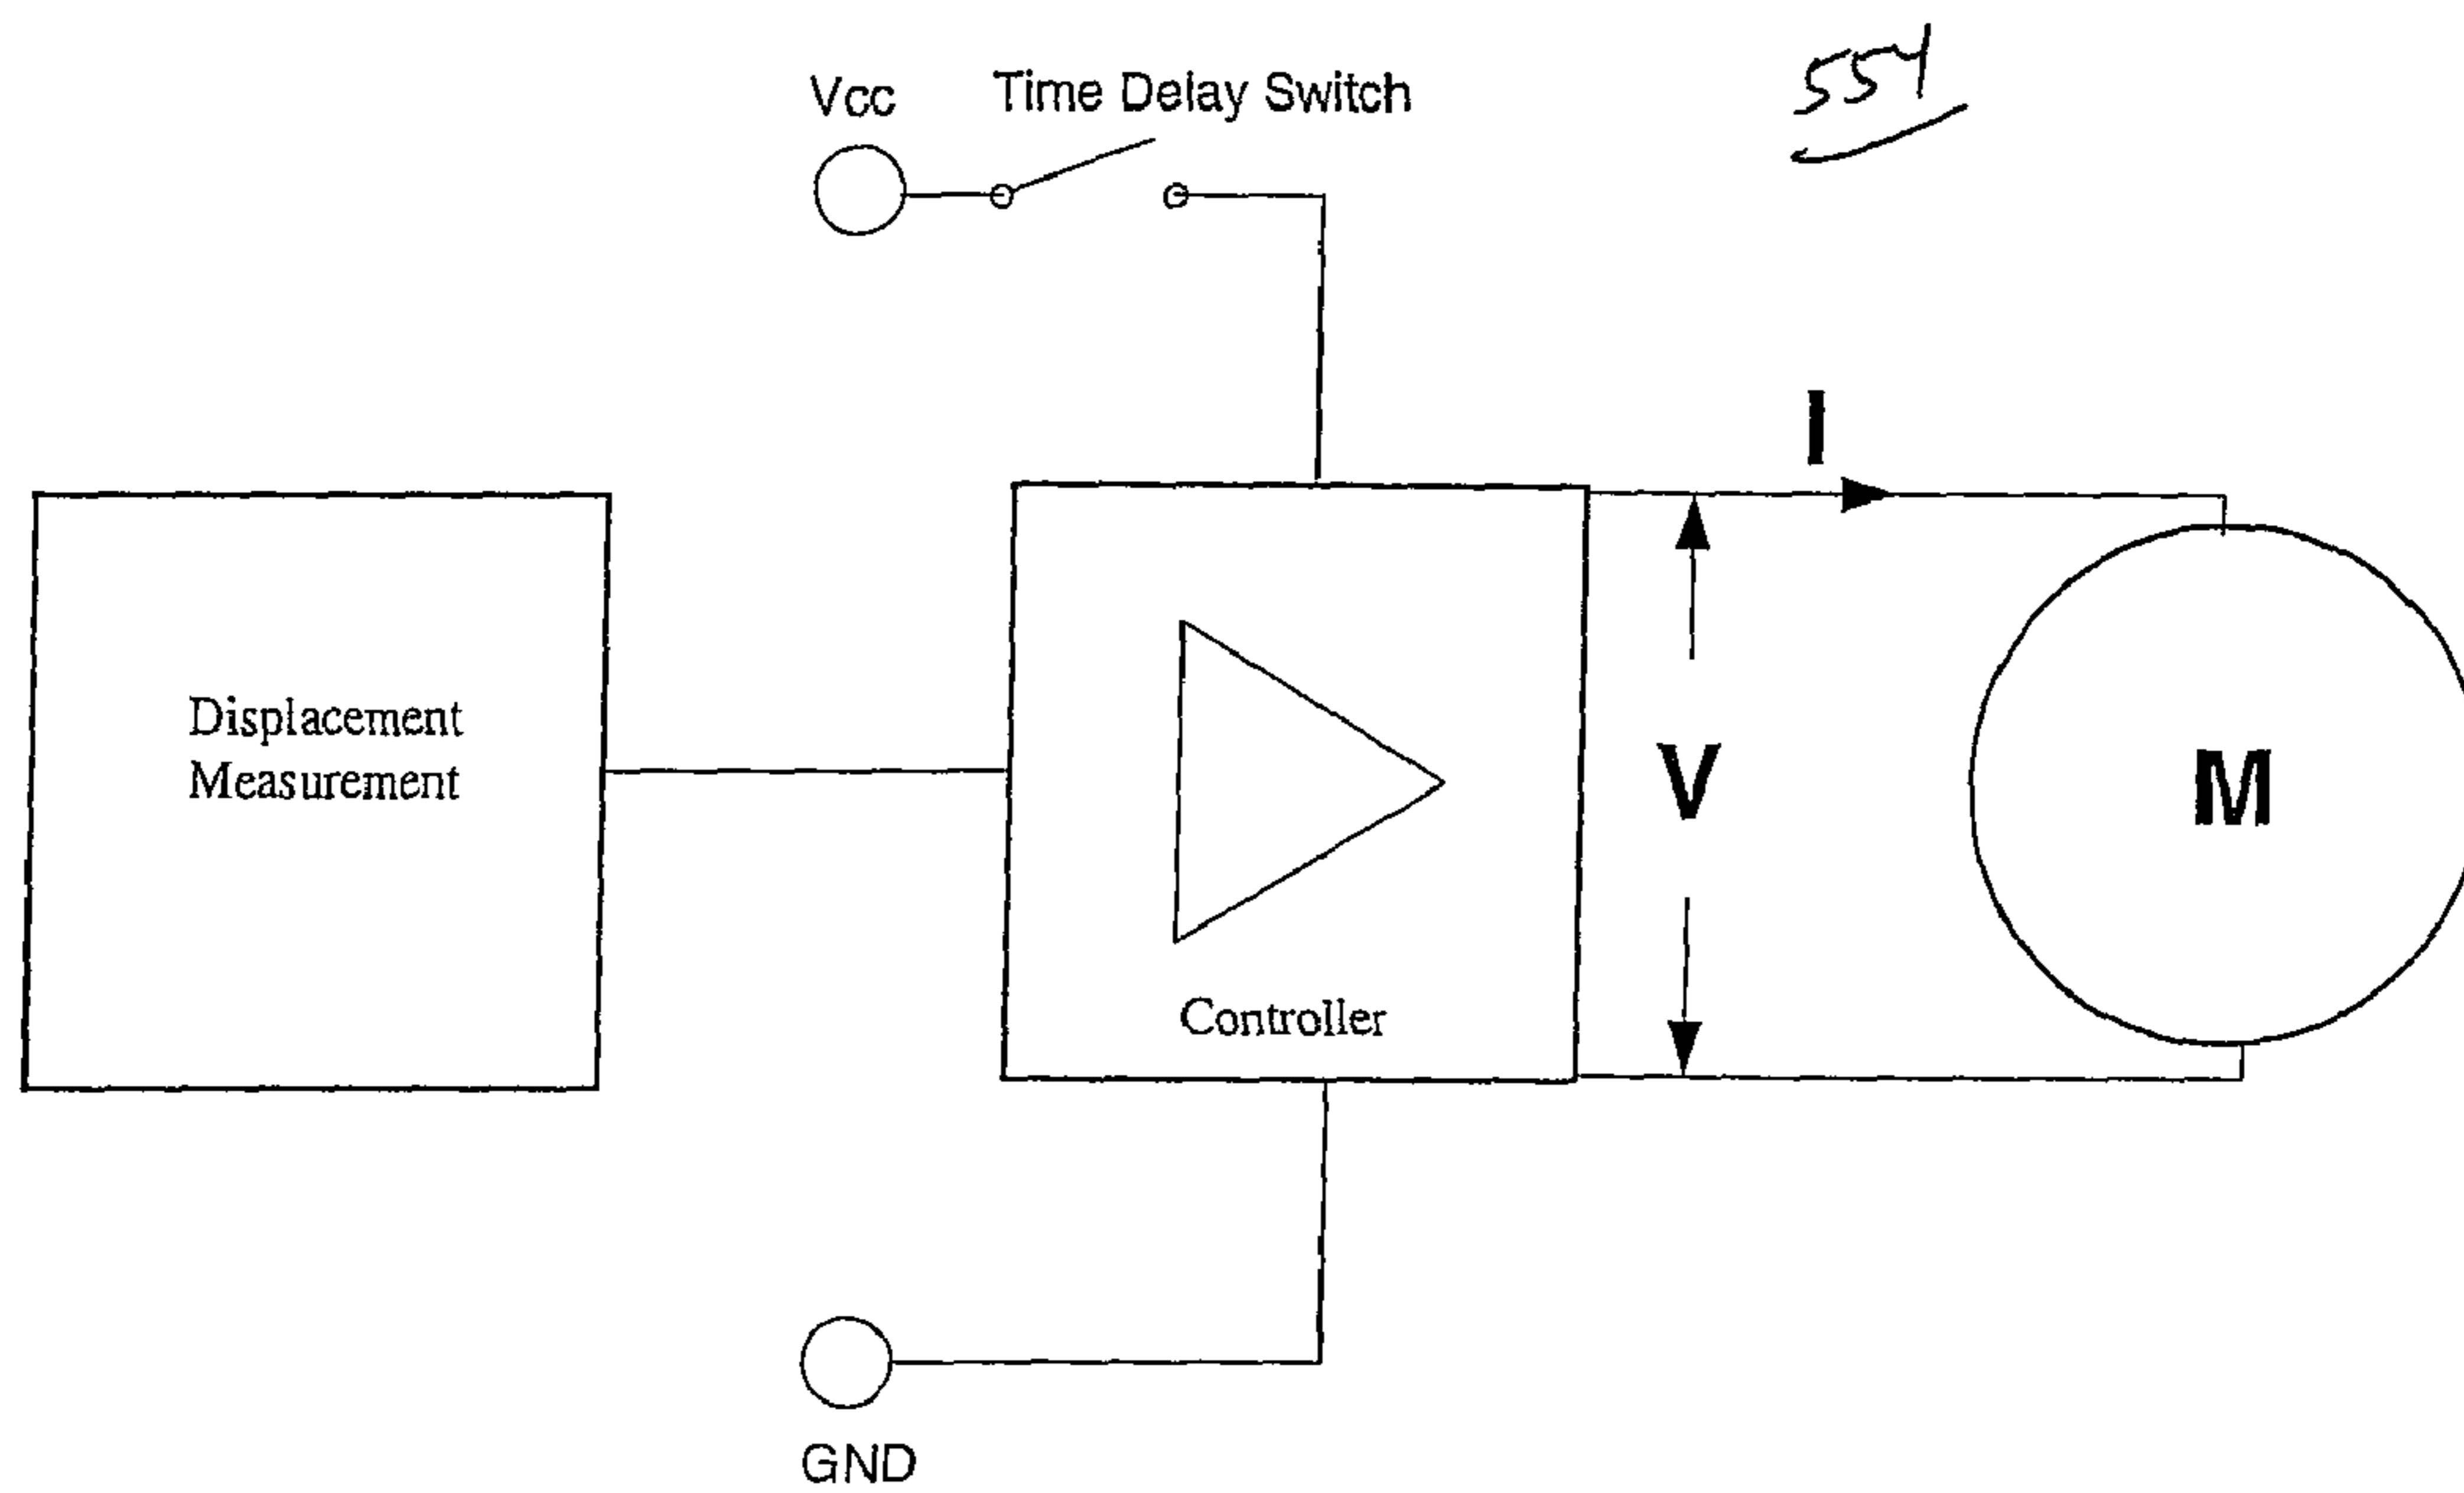 Vcc
Time Delay Switch
554
I
Displacement
Measurement
V
M
Controller
GND